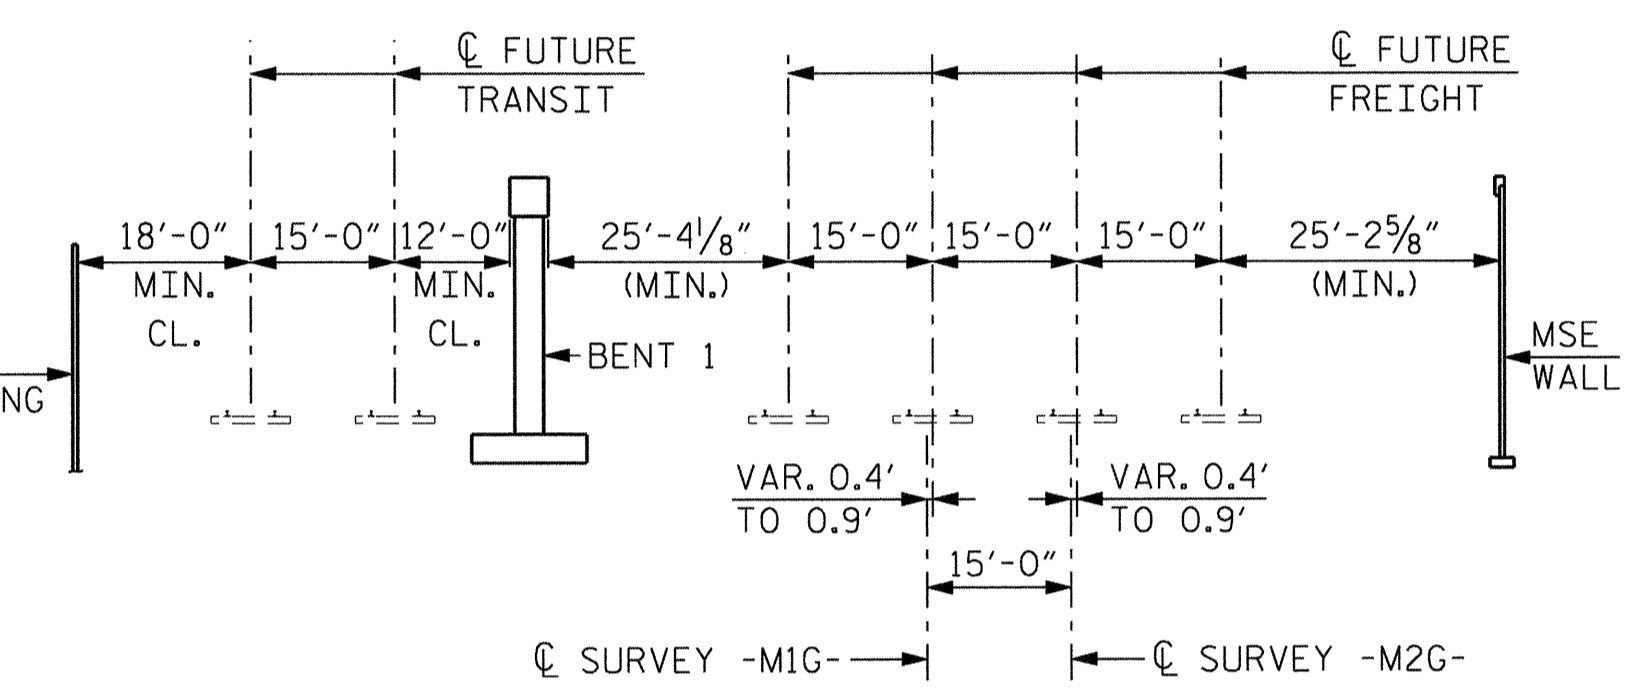 ℄ FUTURE
TRANSIT
℄ FUTURE
FREIGHT
18'-0"
MIN.
CL.
15'-0"
12'-0"
MIN.
CL.
25'-4⅛"
(MIN.)
15'-0"
15'-0"
15'-0"
25'-2⅝"
(MIN.)
BENT 1
MSE
WALL
NG
VAR. 0.4'
TO 0.9'
VAR. 0.4'
TO 0.9'
15'-0"
℄ SURVEY -M1G-
℄ SURVEY -M2G-